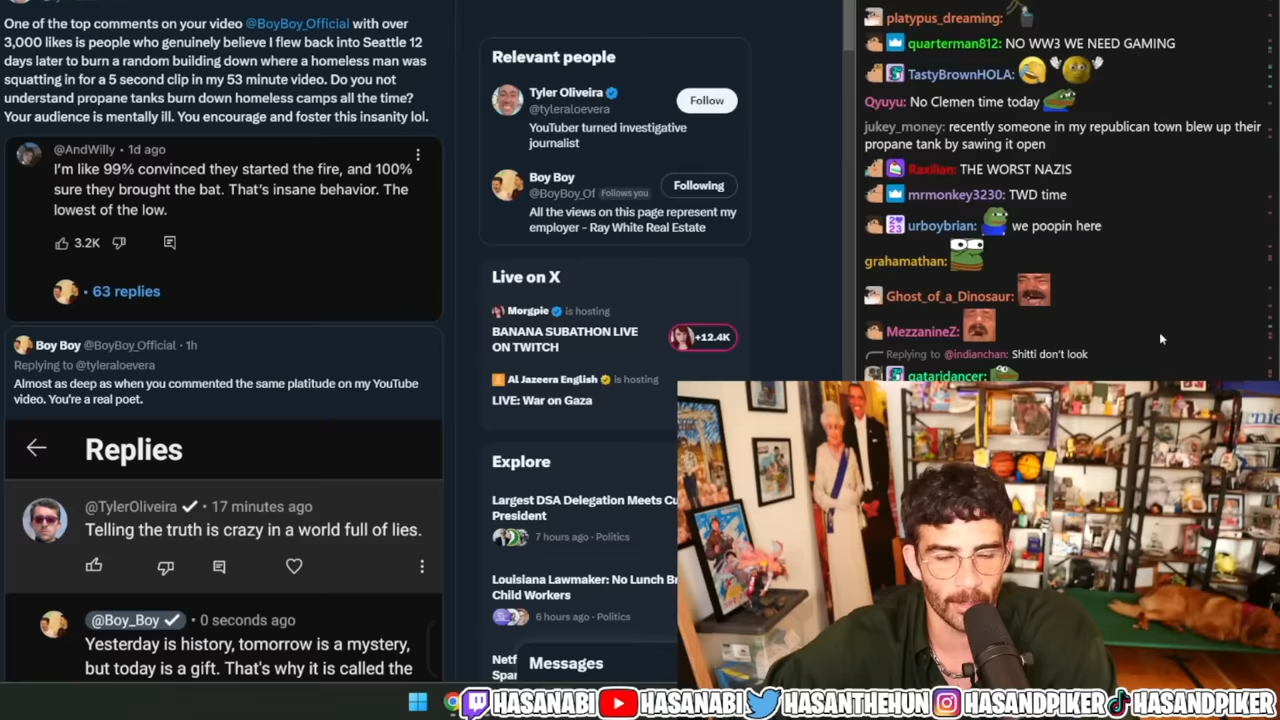 One of the top comments on your video @BoyBoy_Official with over
3,000 likes is people who genuinely believe I flew back into Seattle 12
days later to burn a random building down where a homeless man was
squatting in for a 5 second clip in my 53 minute video. Do you not
understand propane tanks burn down homeless camps all the time?
Your audience is mentally ill. You encourage and foster this insanity lol.
@AndWilly • 1d ago
I'm like 99% convinced they started the fire, and 100%
sure they brought the bat. That's insane behavior. The
lowest of the low.
3.2K
• 63 replies
Boy Boy @BoyBoy_Official · 1h
Replying to @tyleraloevera
Almost as deep as when you commented the same platitude on my YouTube
video. You're a real poet.
Replies
@TylerOliveira • 17 minutes ago
Telling the truth is crazy in a world full of lies.
@Boy_Boy • 0 seconds ago
Yesterday is history, tomorrow is a mystery,
but today is a gift. That's why it is called the
Relevant people
Tyler Oliveira
@tyleraloevera
Follow
YouTuber turned investigative
journalist
Boy Boy
@BoyBoy_Of Follows you
Following
All the views on this page represent my
employer - Ray White Real Estate
Live on X
Morgpie is hosting
BANANA SUBATHON LIVE
ON TWITCH
+12.4K
Al Jazeera English is hosting
LIVE: War on Gaza
Explore
Largest DSA Delegation Meets Cu
President
7 hours ago · Politics
Louisiana Lawmaker: No Lunch Br
Child Workers
6 hours ago · Politics
Netf
Spar
Messages
platypus_dreaming:
quarterman812: NO WW3 WE NEED GAMING
TastyBrownHOLA:
Qyuyu: No Clemen time today
jukey_money: recently someone in my republican town blew up their
propane tank by sawing it open
Raxilian: THE WORST NAZIS
mrmonkey3230: TWD time
2023 urboybrian: we poopin here
grahamathan:
Ghost_of_a_Dinosaur:
MezzanineZ:
Replying to @indianchan: Shitti don't look
qataridancer:
HASANABI HASANABI HASANTHEHUN HASANDPIKER HASANDPIKER